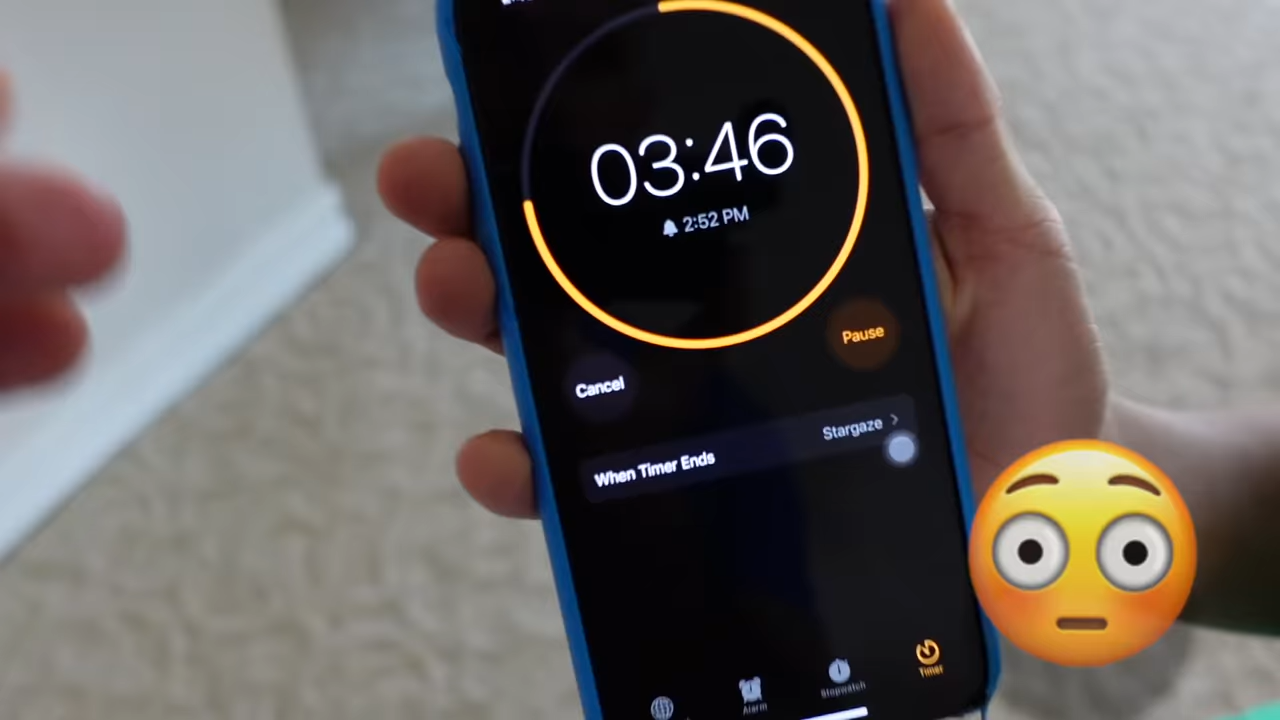 03:46
2:52 PM
Pause
Cancel
When Timer Ends Stargaze
Alarm
Stopwatch
Timer